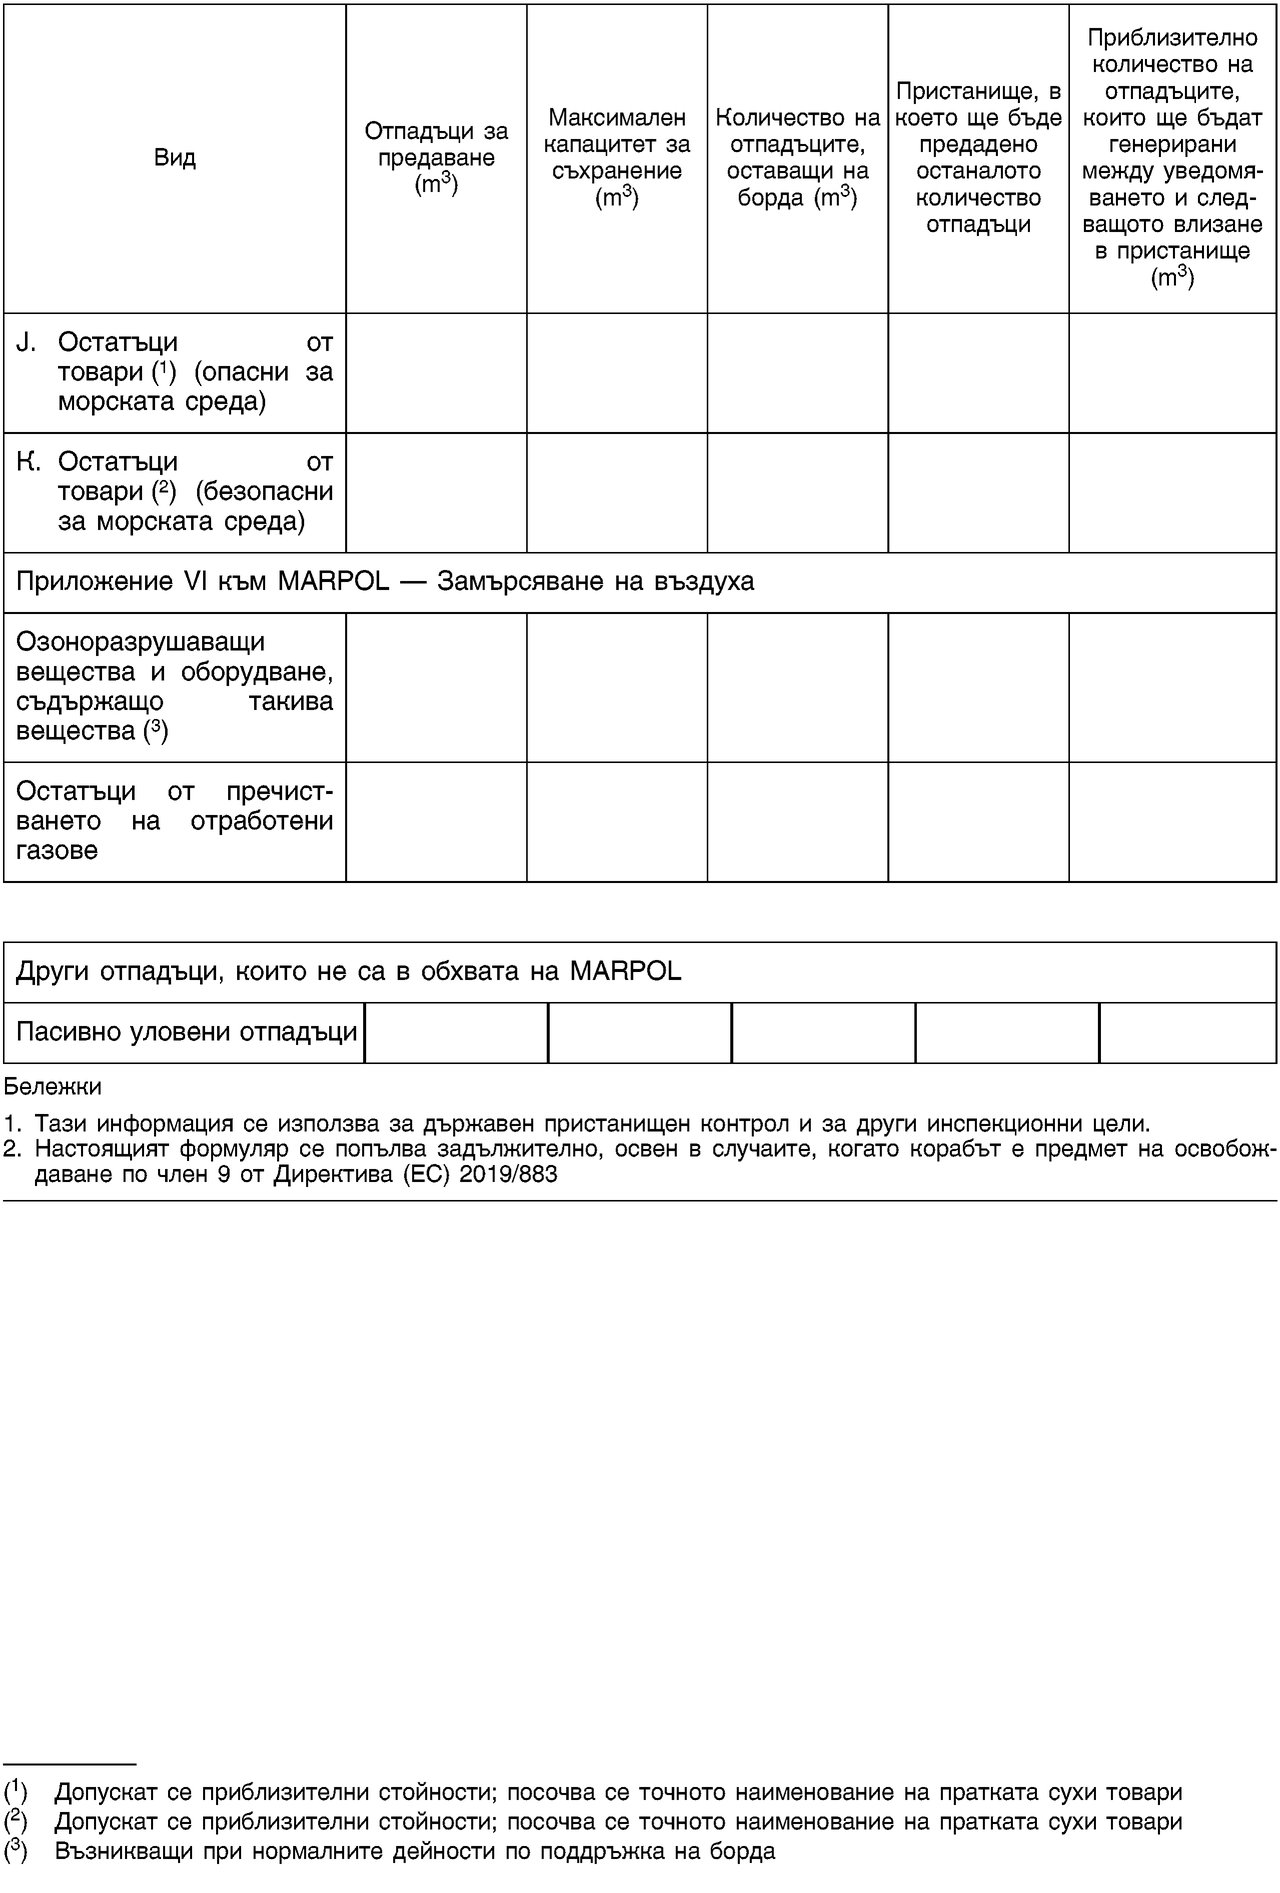 Вид
Отпадъци за
предаване
(m³)
Максимален
капацитет за
съхранение
(m³)
Количество на
отпадъците,
оставащи на
борда (m³)
Пристанище, в
което ще бъде
предадено
останалото
количество
отпадъци
Приблизително
количество на
отпадъците,
които ще бъдат
генерирани
между уведомя-
ването и след-
ващото влизане
в пристанище
(m³)
J. Остатъци от
товари (¹) (опасни за
морската среда)
К. Остатъци от
товари (²) (безопасни
за морската среда)
Приложение VI към MARPOL — Замърсяване на въздуха
Озоноразрушаващи
вещества и оборудване,
съдържащо такива
вещества (³)
Остатъци от пречист-
ването на отработени
газове
Други отпадъци, които не са в обхвата на MARPOL
Пасивно уловени отпадъци
Бележки
1. Тази информация се използва за държавен пристанищен контрол и за други инспекционни цели.
2. Настоящият формуляр се попълва задължително, освен в случаите, когато корабът е предмет на освобож-
даване по член 9 от Директива (ЕС) 2019/883
(¹) Допускат се приблизителни стойности; посочва се точното наименование на пратката сухи товари
(²) Допускат се приблизителни стойности; посочва се точното наименование на пратката сухи товари
(³) Възникващи при нормалните дейности по поддръжка на борда